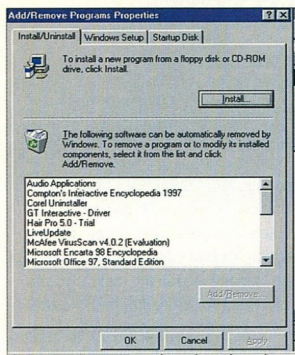 Add/Remove Programs Properties
Install/Uninstall
Windows Setup
Startup Disk
To install a new program from a floppy disk or CD-ROM
drive, click Install.
Install...
The following software can be automatically removed by
Windows. To remove a program or to modify its installed
components, select it from the list and click
Add/Remove.
Audio Applications
Compton's Interactive Encyclopedia 1997
Corel Uninstaller
GT Interactive - Driver
Hair Pro 5.0 - Trial
LiveUpdate
McAfee VirusScan v4.0.2 (Evaluation)
Microsoft Encarta 98 Encyclopedia
Microsoft Office 97, Standard Edition
Add/Remove...
OK
Cancel
Apply